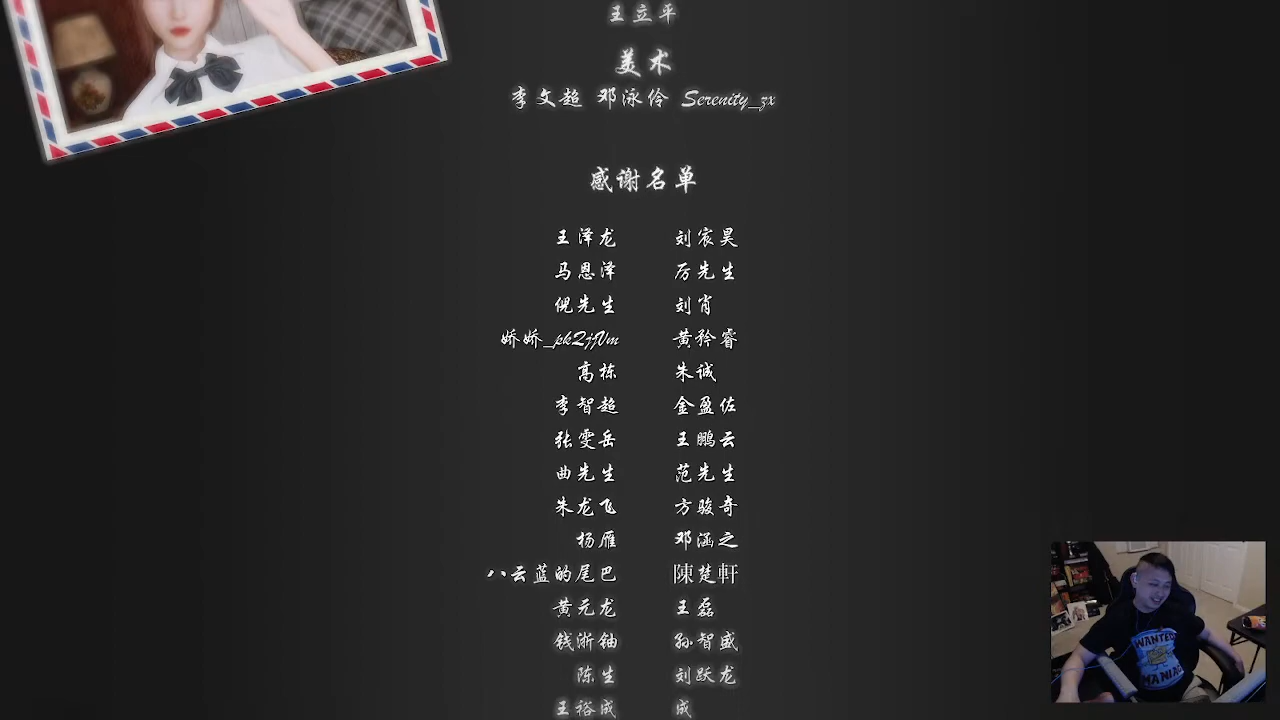 王立平
美术
李文超 邓泳伶 Serenity_zx
感谢名单
王泽龙 刘宸昊
马恩泽 厉先生
倪先生 刘肖
娇娇_pkQjjVm 黄矜睿
高栋 朱诚
李智超 金盈佐
张雯岳 王鹏云
曲先生 范先生
朱龙飞 方骏奇
杨雁 邓涵之
八云蓝的尾巴 陳楚軒
黄元龙 王磊
钱浙铀 孙智盛
陈生 刘跃龙
王裕成 成
WANTED
MANIAC